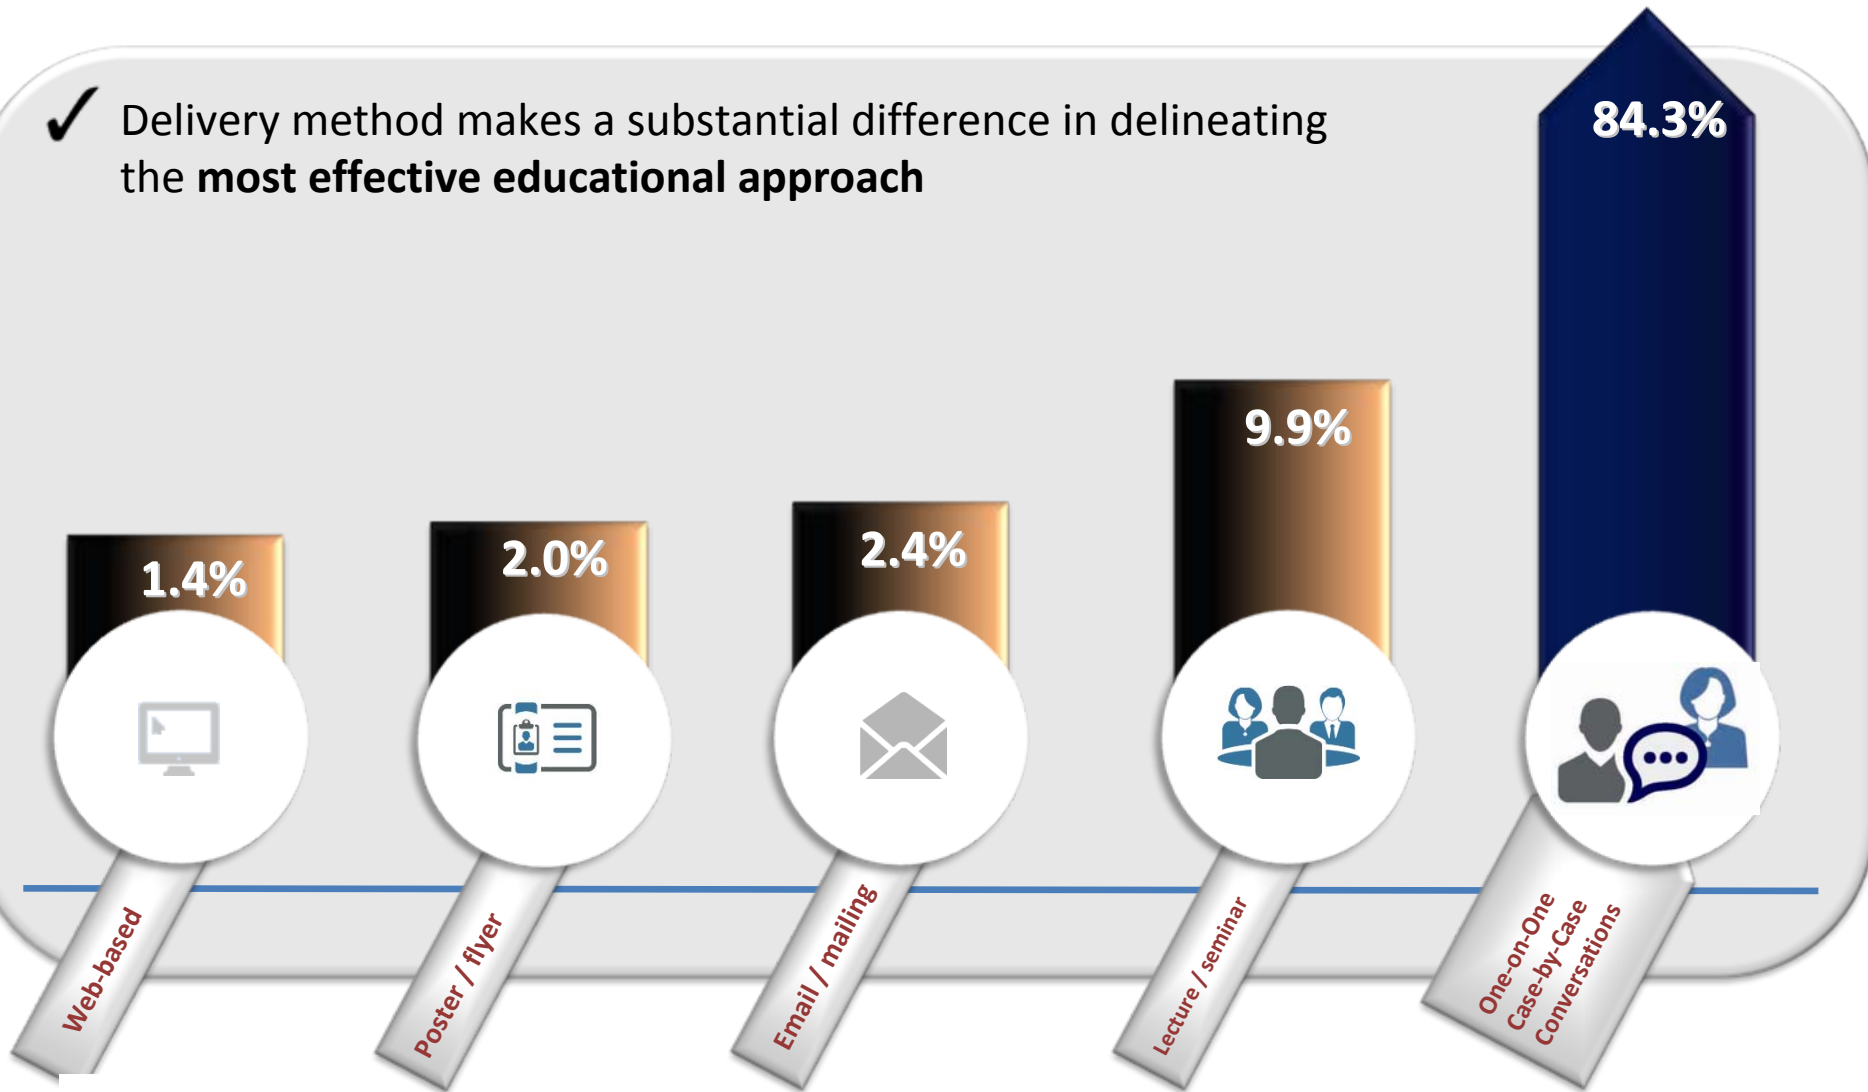 ✓ Delivery method makes a substantial difference in delineating
the most effective educational approach
84.3%
9.9%
2.4%
2.0%
1.4%
Web-based
Poster / flyer
Email / mailing
Lecture / seminar
One-on-One
Case-by-Case
Conversations